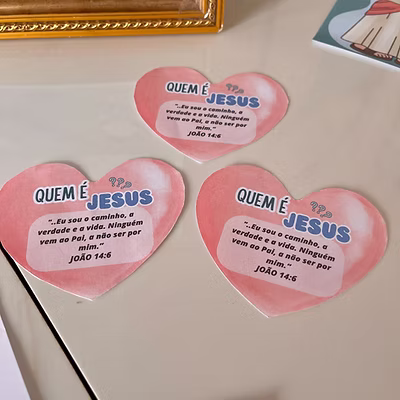 QUEM É
???
JESUS
"..Eu sou o caminho, a
verdade e a vida. Ninguém
vem ao Pai, a não ser por
mim."
JOÃO 14:6
QUEM É
???
JESUS
"..Eu sou o caminho, a
verdade e a vida. Ninguém
vem ao Pai, a não ser por
mim."
JOÃO 14:6
QUEM É
???
JESUS
"..Eu sou o caminho, a
verdade e a vida. Ninguém
vem ao Pai, a não ser por
mim."
JOÃO 14:6